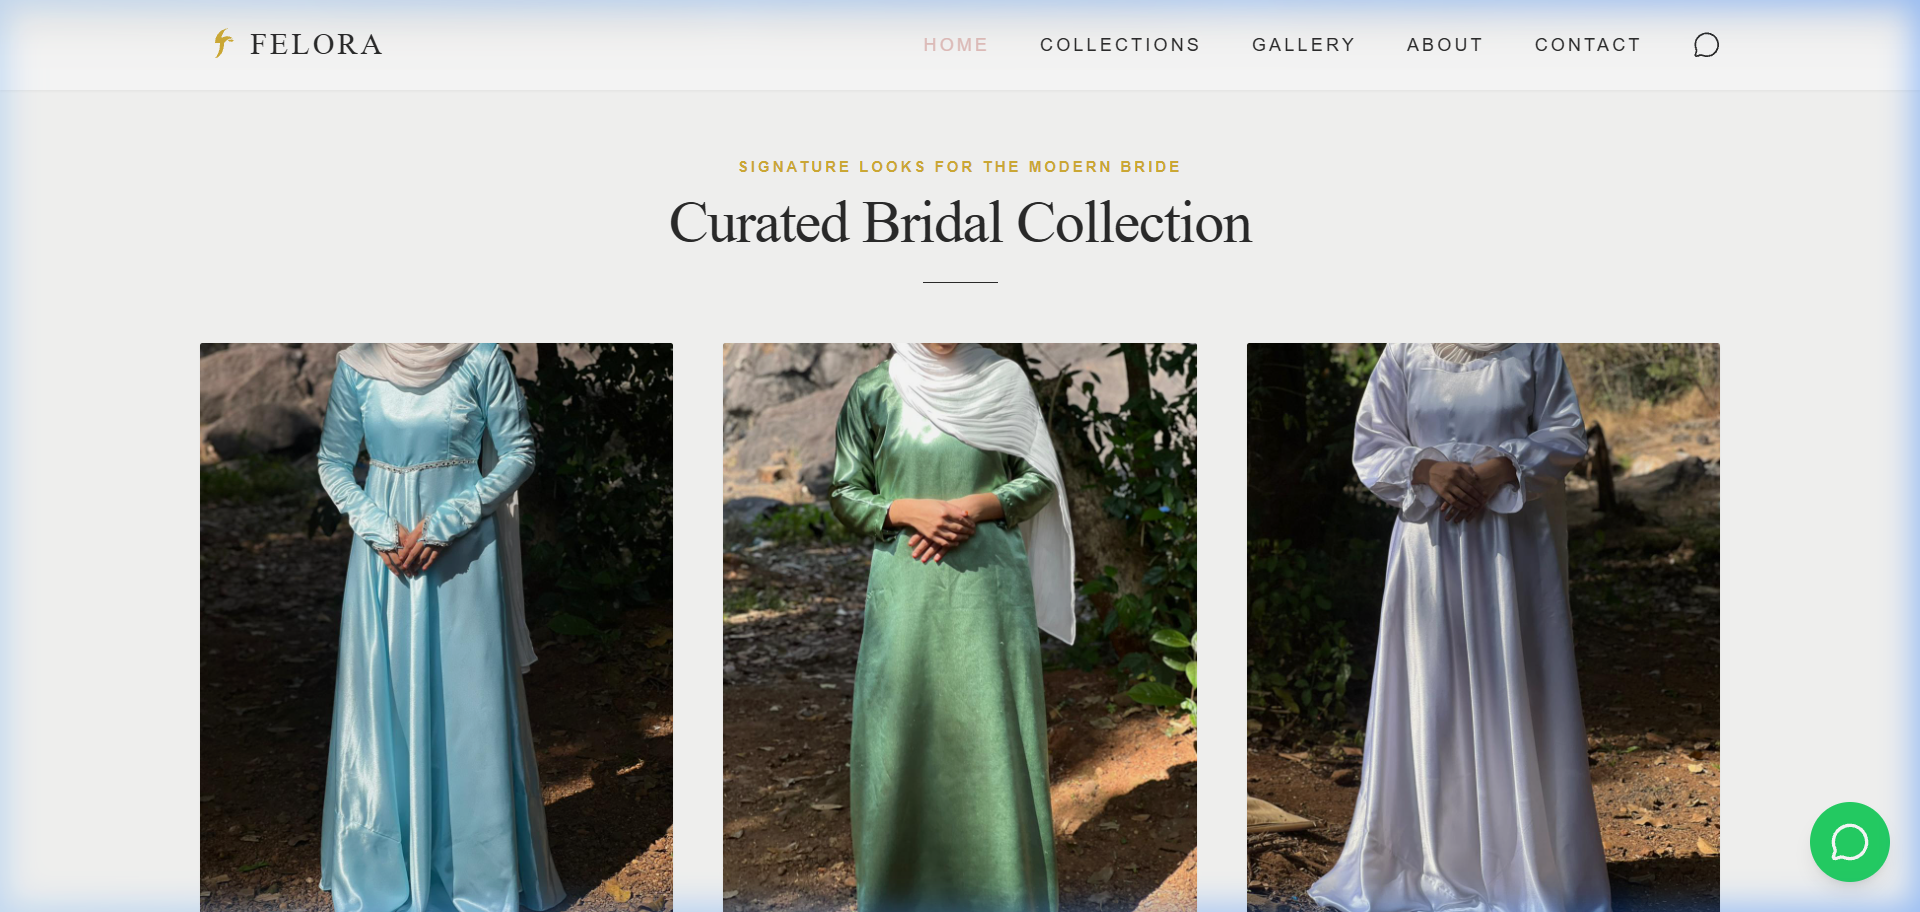 FELORA
HOME COLLECTIONS GALLERY ABOUT CONTACT
SIGNATURE LOOKS FOR THE MODERN BRIDE
Curated Bridal Collection